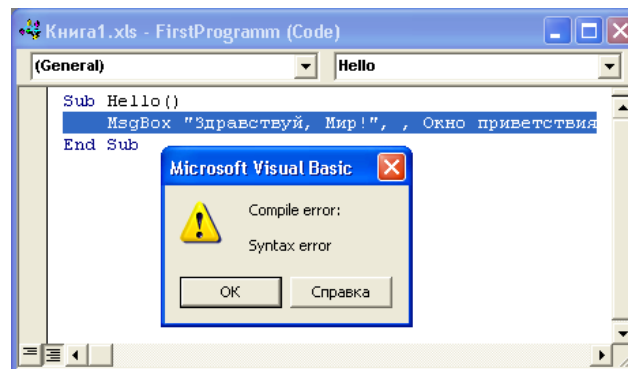 Книга1.xls - FirstProgramm (Code)
(General) Hello
Sub Hello()
MsgBox "Здравствуй, Мир!", , Окно приветствия
End Sub
Microsoft Visual Basic
Compile error:
Syntax error
OK Справка